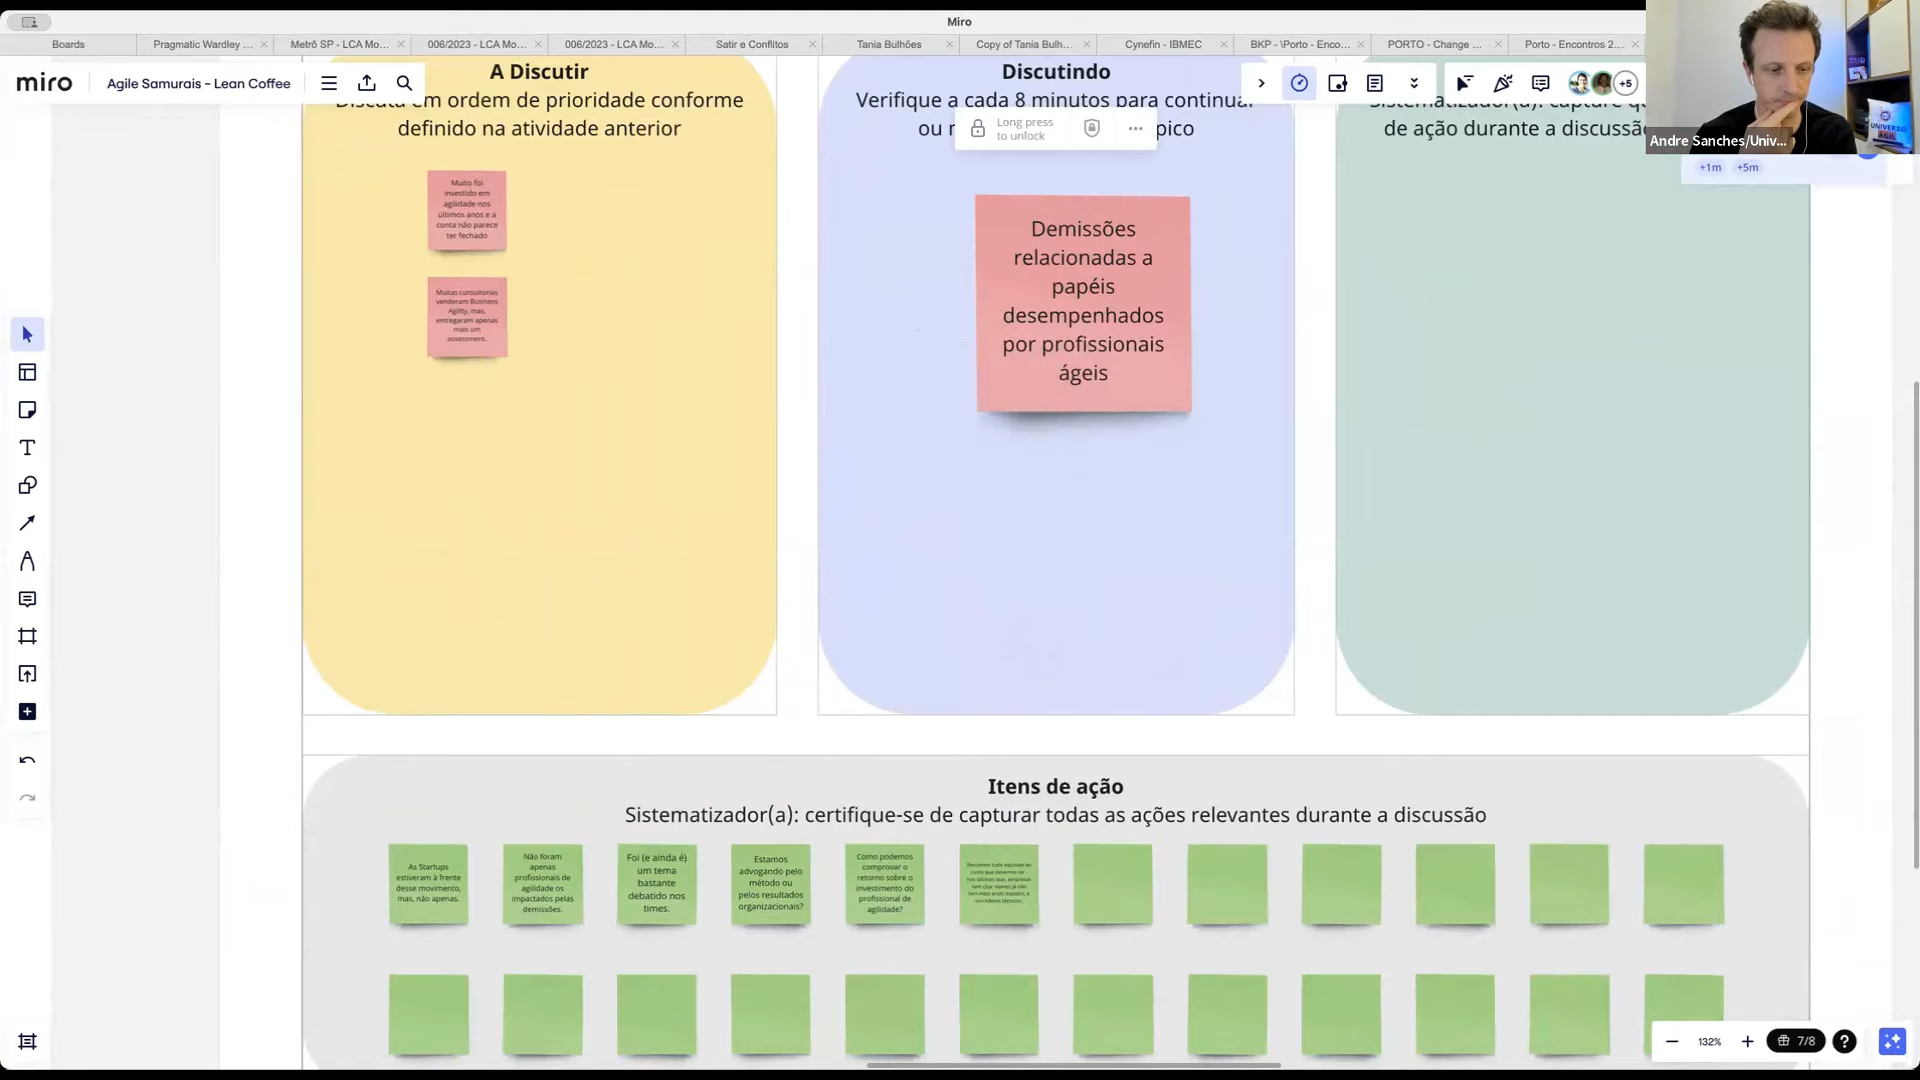 Miro
Boards
Pragmatic Wardley ...
Metrô SP - LCA Mo...
006/2023 - LCA Mo...
006/2023 - LCA Mo...
Satir e Conflitos
Tania Bulhões
Copy of Tania Bulh...
Cynefin - IBMEC
BKP - \Porto - Enco...
PORTO - Change ...
Porto - Encontros 2...
miro
Agile Samurais - Lean Coffee
+5
A Discutir
Discuta em ordem de prioridade conforme
definido na atividade anterior
Muito foi
investido em
agilidade nos
últimos anos e a
conta não parece
ter fechado
Muitas consultorias
venderam Business
Agility, mas,
entregaram apenas
mais um
assessment.
Discutindo
Verifique a cada 8 minutos para continuar
ou
Long press
to unlock
Demissões
relacionadas a
papéis
desempenhados
por profissionais
ágeis
Sistematizador(a): capture
de ação durante a discussão
Andre Sanches/Univ...
UNIVERSO
ÁGIL
+1m
+5m
Itens de ação
Sistematizador(a): certifique-se de capturar todas as ações relevantes durante a discussão
As Startups
estiveram à frente
desse movimento,
mas, não apenas.
Não foram
apenas
profissionais de
agilidade os
impactados pelas
demissões.
Foi (e ainda é)
um tema
bastante
debatido nos
times.
Estamos
advogando pelo
método ou
pelos resultados
organizacionais?
Como podemos
comprovar o
retorno sobre o
investimento do
profissional de
agilidade?
132%
7/8
?